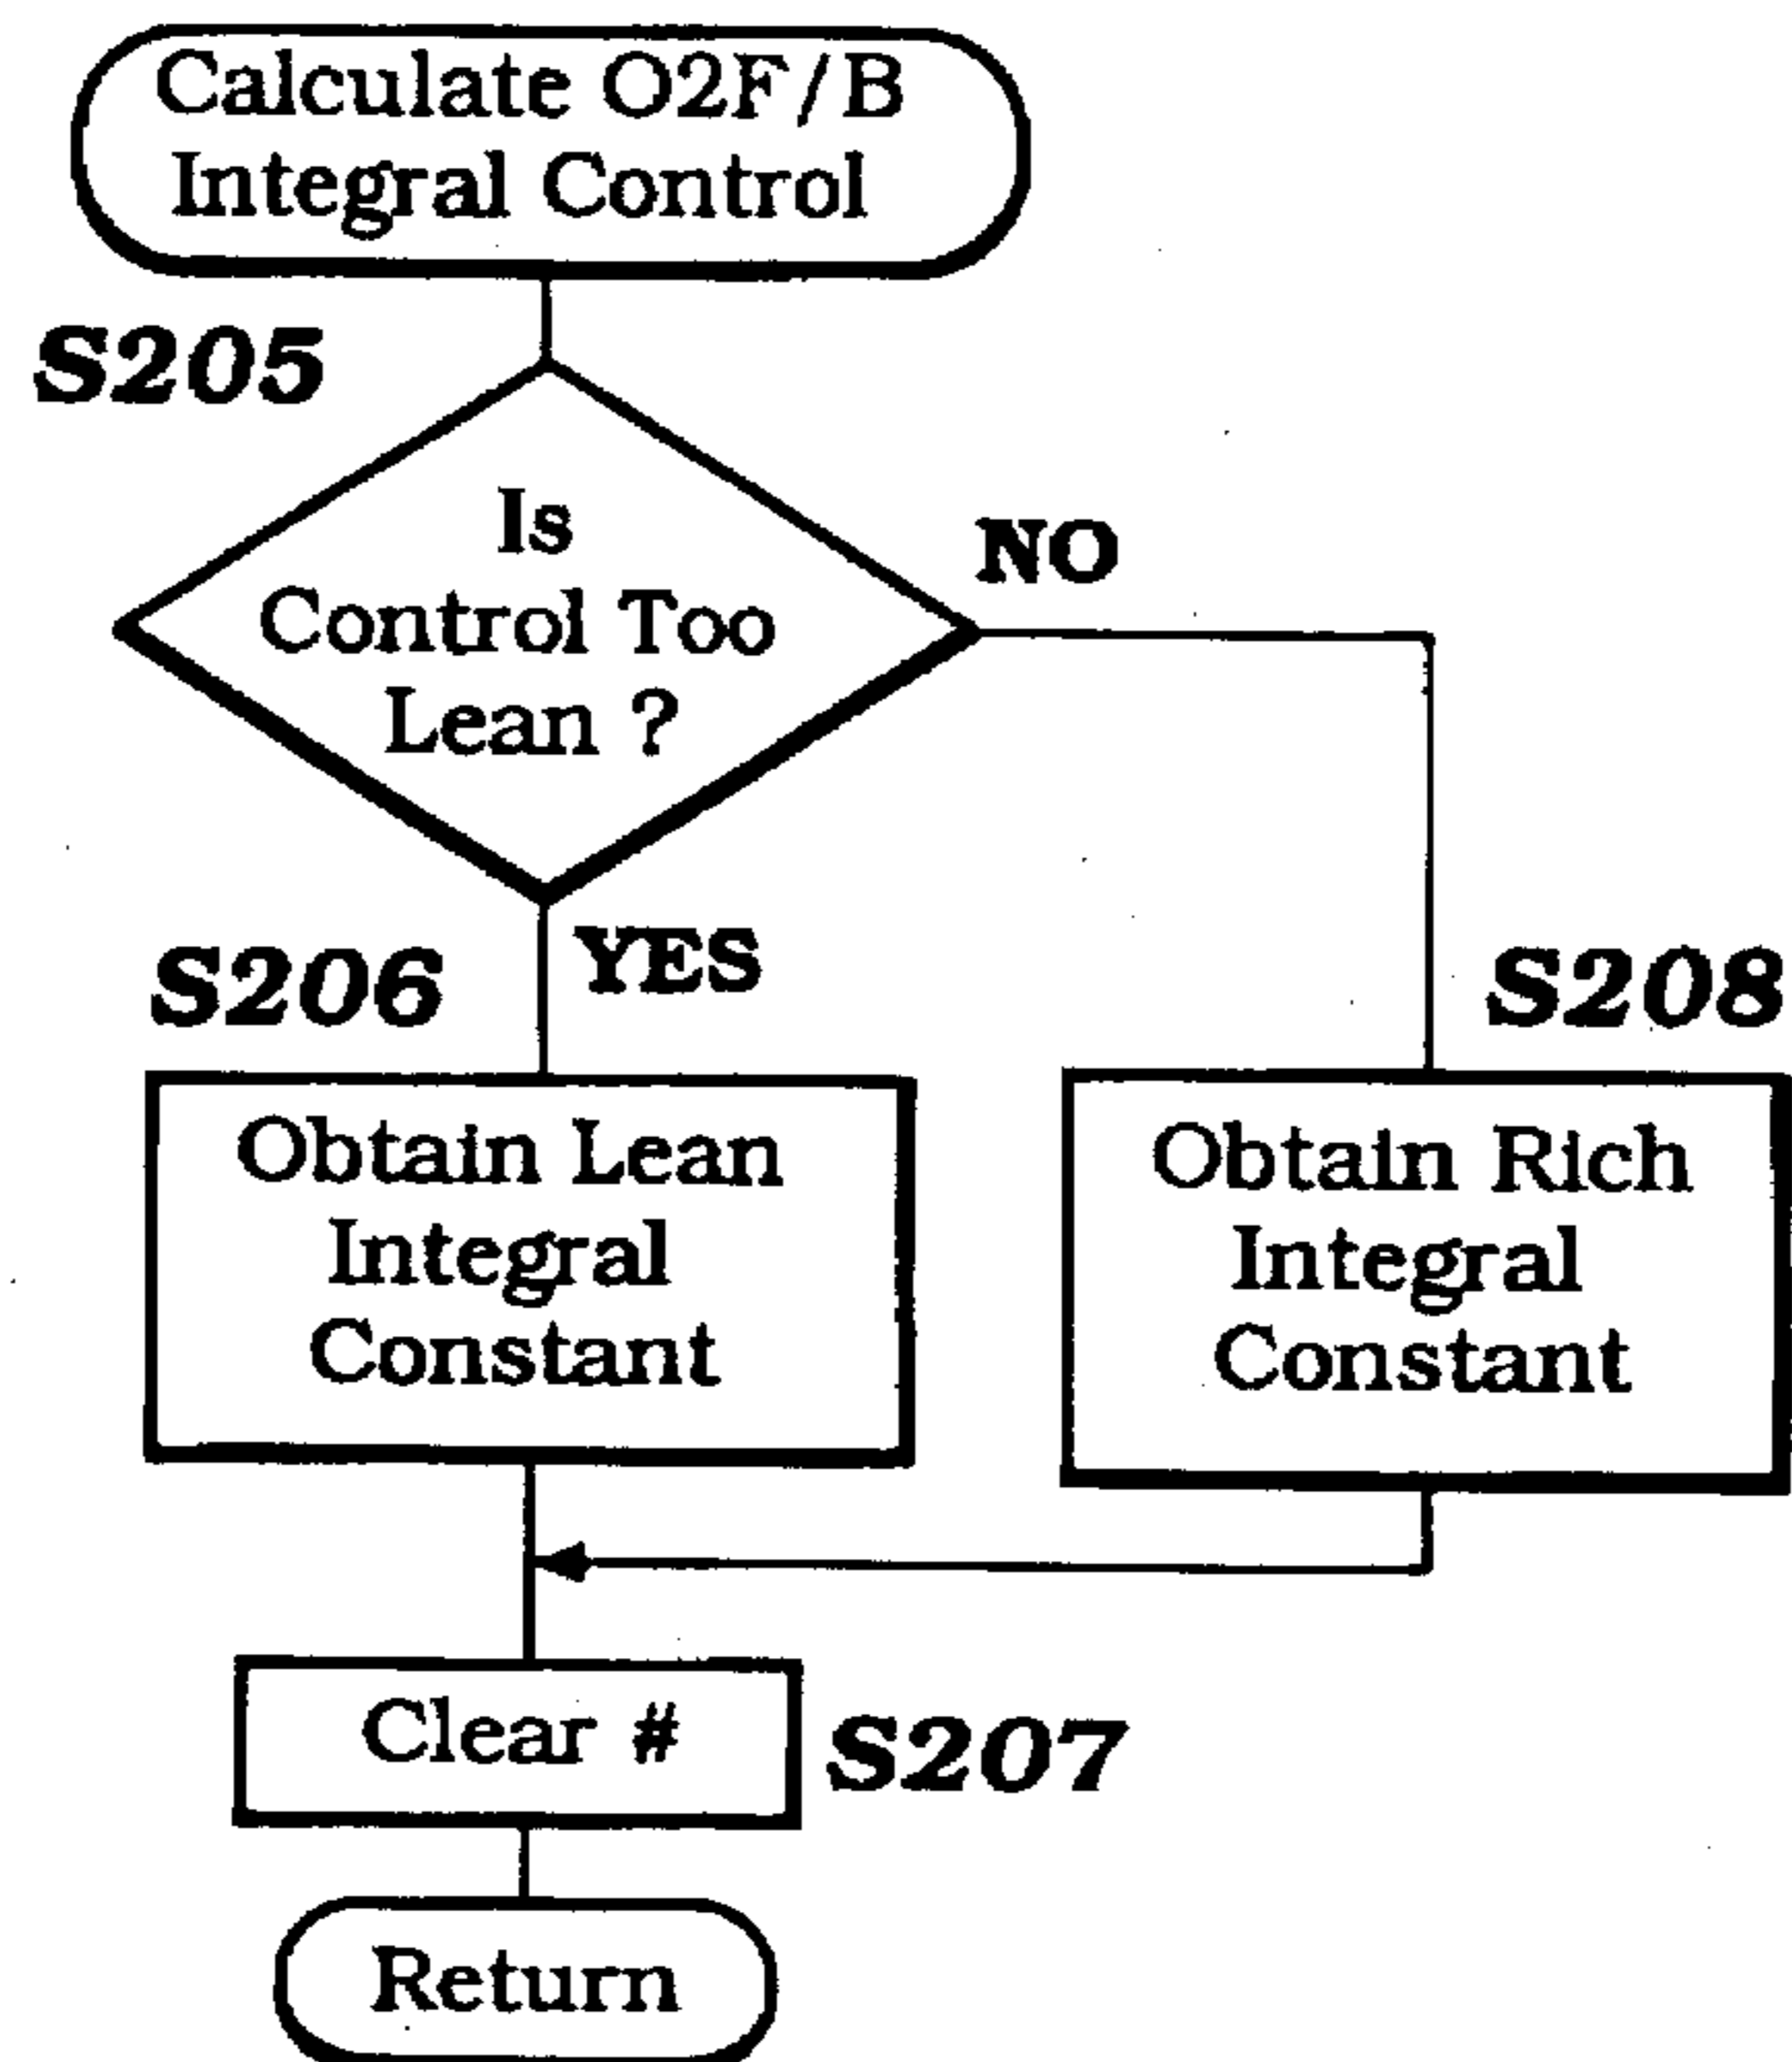 Calculate O2F/B
Integral Control
S205
Is
Control Too
Lean ?
NO
S206
YES
S208
Obtain Lean
Integral
Constant
Obtain Rich
Integral
Constant
Clear #
S207
Return